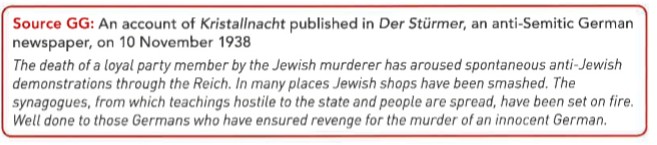 Source GG: An account of Kristallnacht published in Der Stürmer, an anti-Semitic German
newspaper, on 10 November 1938
The death of a loyal party member by the Jewish murderer has aroused spontaneous anti-Jewish
demonstrations through the Reich. In many places Jewish shops have been smashed. The
synagogues, from which teachings hostile to the state and people are spread, have been set on fire.
Well done to those Germans who have ensured revenge for the murder of an innocent German.